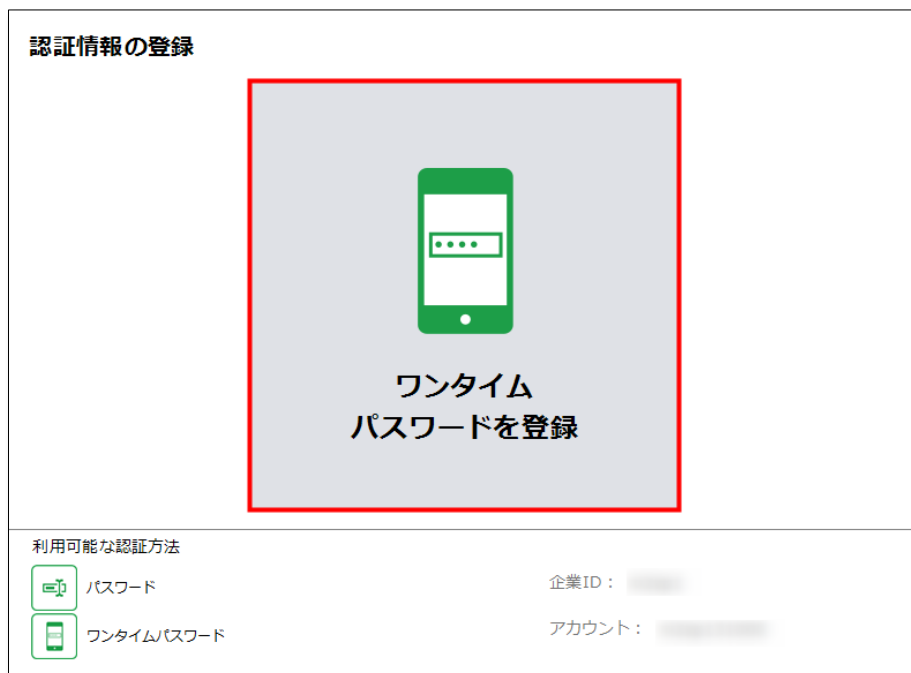 認証情報の登録
ワンタイム
パスワードを登録
利用可能な認証方法
パスワード
ワンタイムパスワード
企業ID：
アカウント：